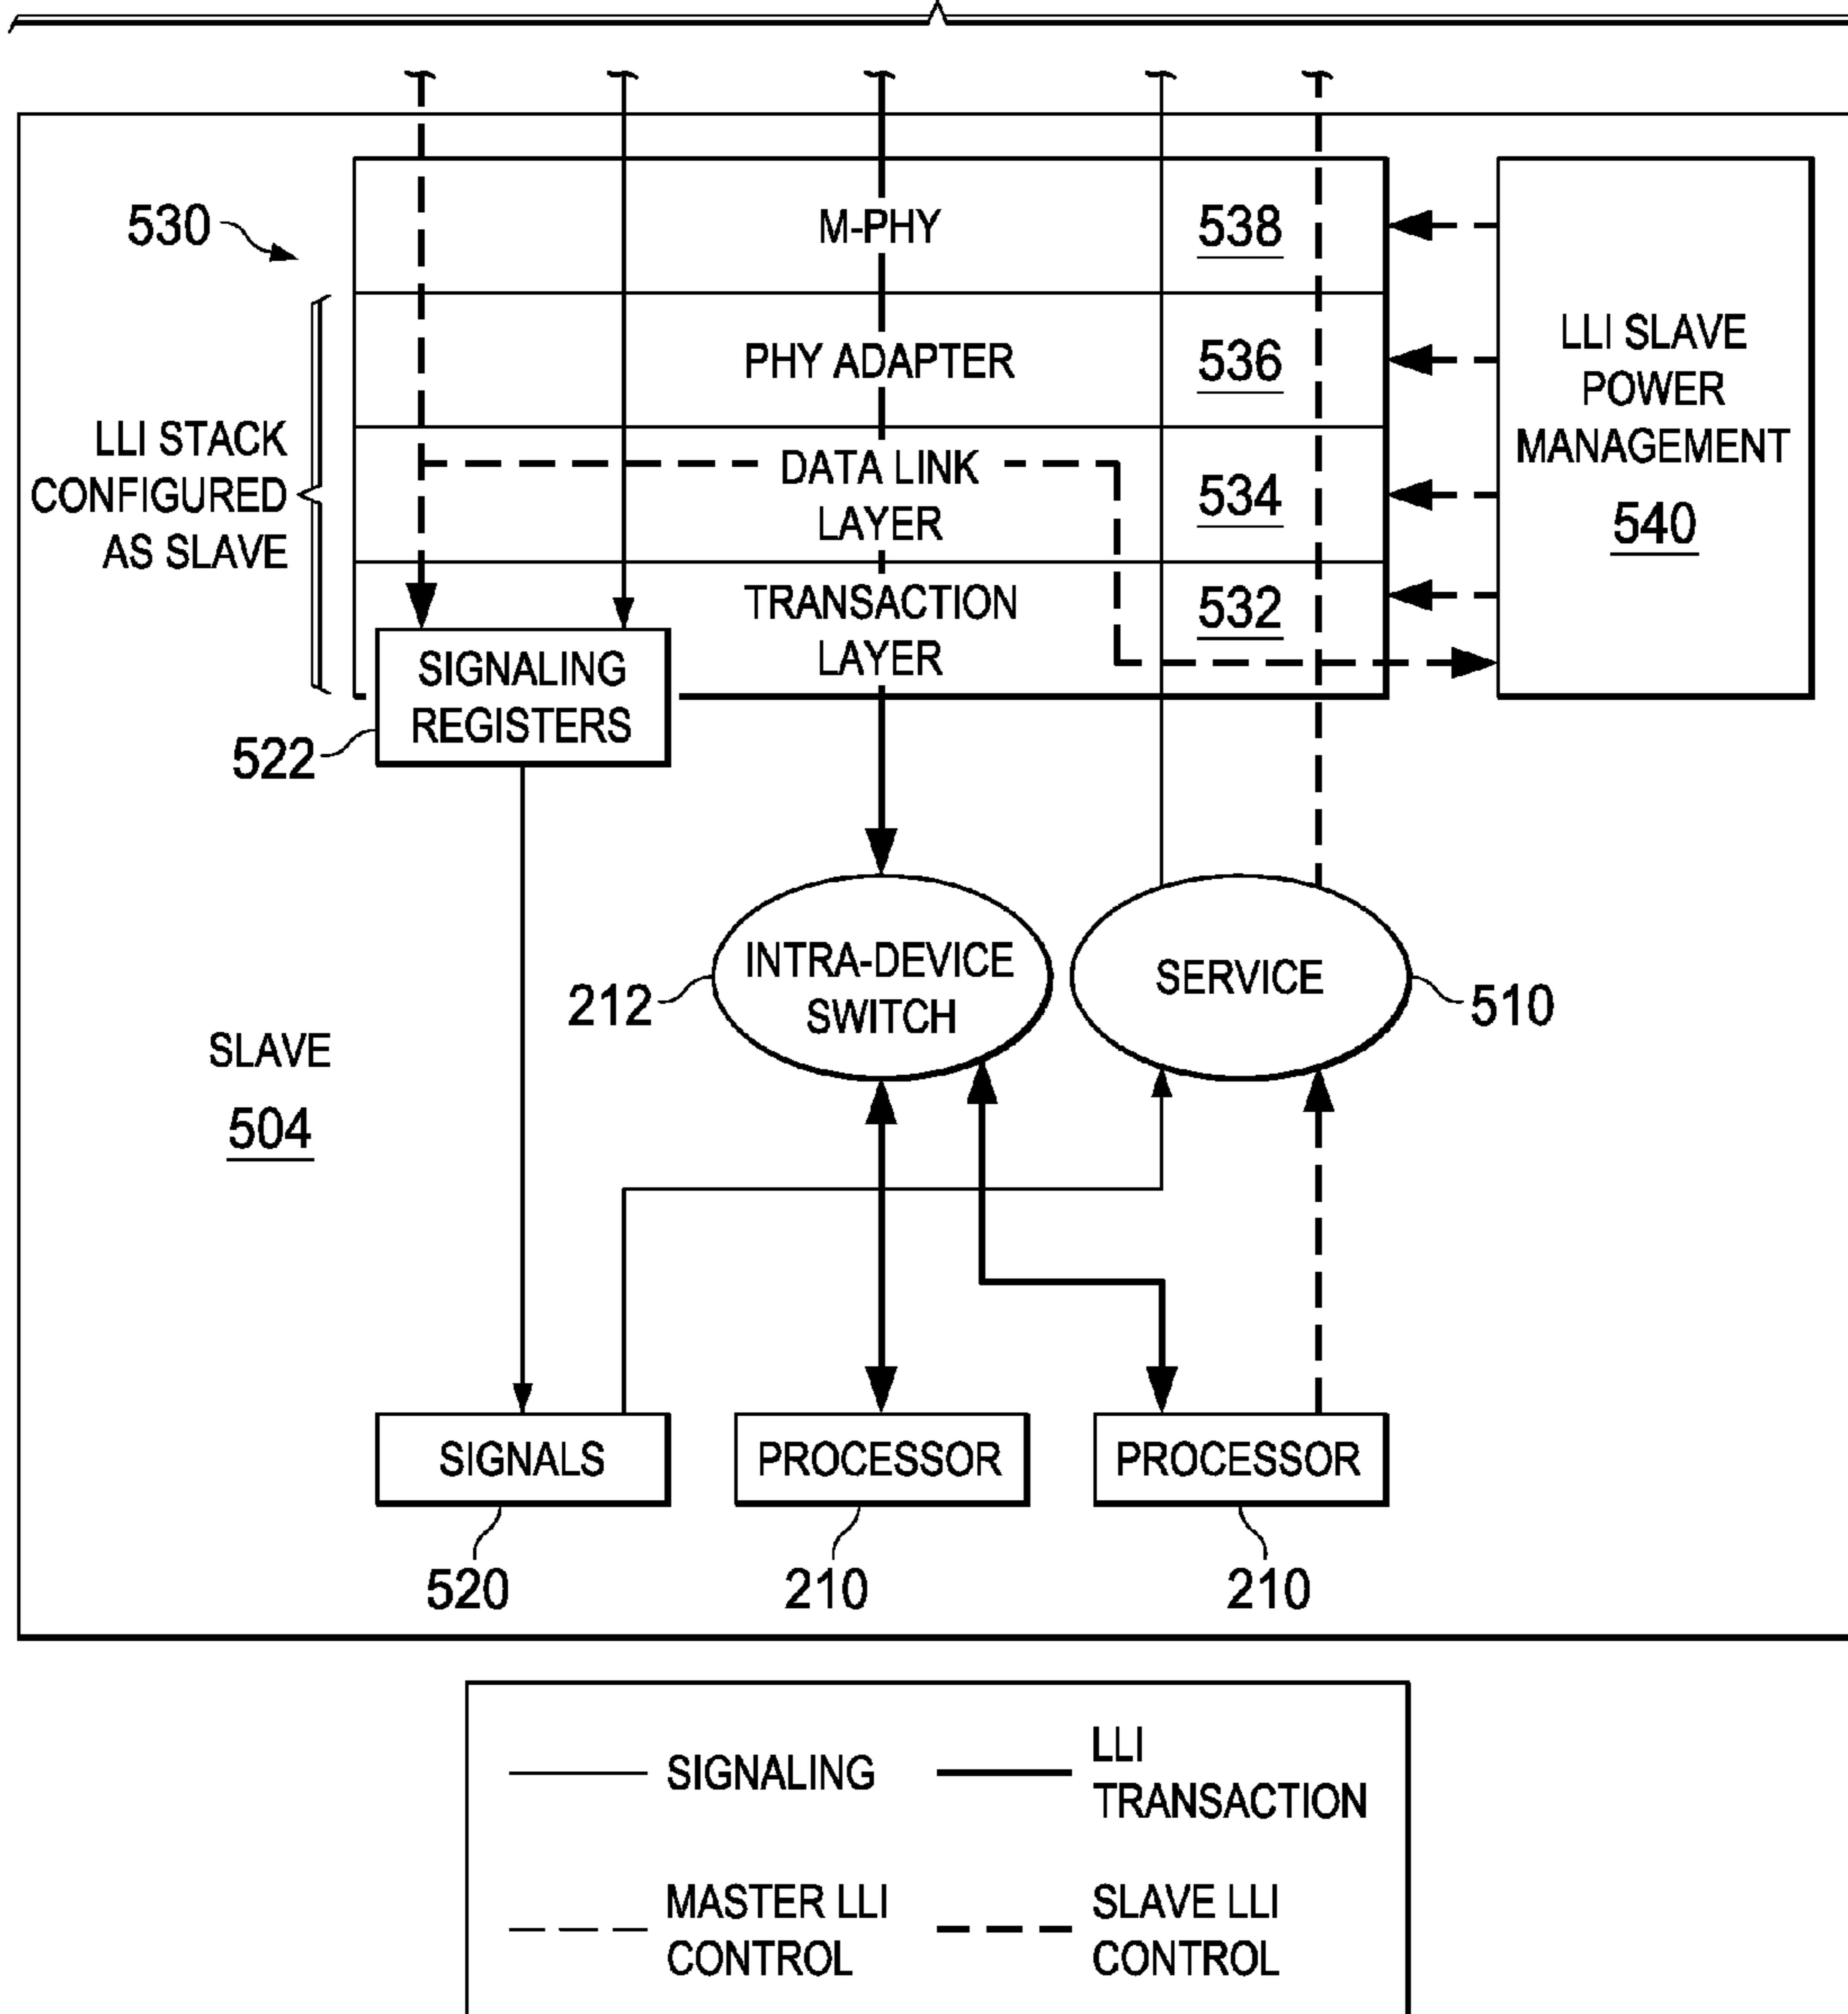 530
M-PHY
538
PHY ADAPTER
536
DATA LINK
LAYER
534
TRANSACTION
LAYER
532
LLI STACK
CONFIGURED
AS SLAVE
LLI SLAVE
POWER
MANAGEMENT
540
SIGNALING
REGISTERS
522
INTRA-DEVICE
SWITCH
212
SERVICE
510
SLAVE
504
SIGNALS
520
PROCESSOR
210
PROCESSOR
210
SIGNALING
LLI
TRANSACTION
MASTER LLI
CONTROL
SLAVE LLI
CONTROL